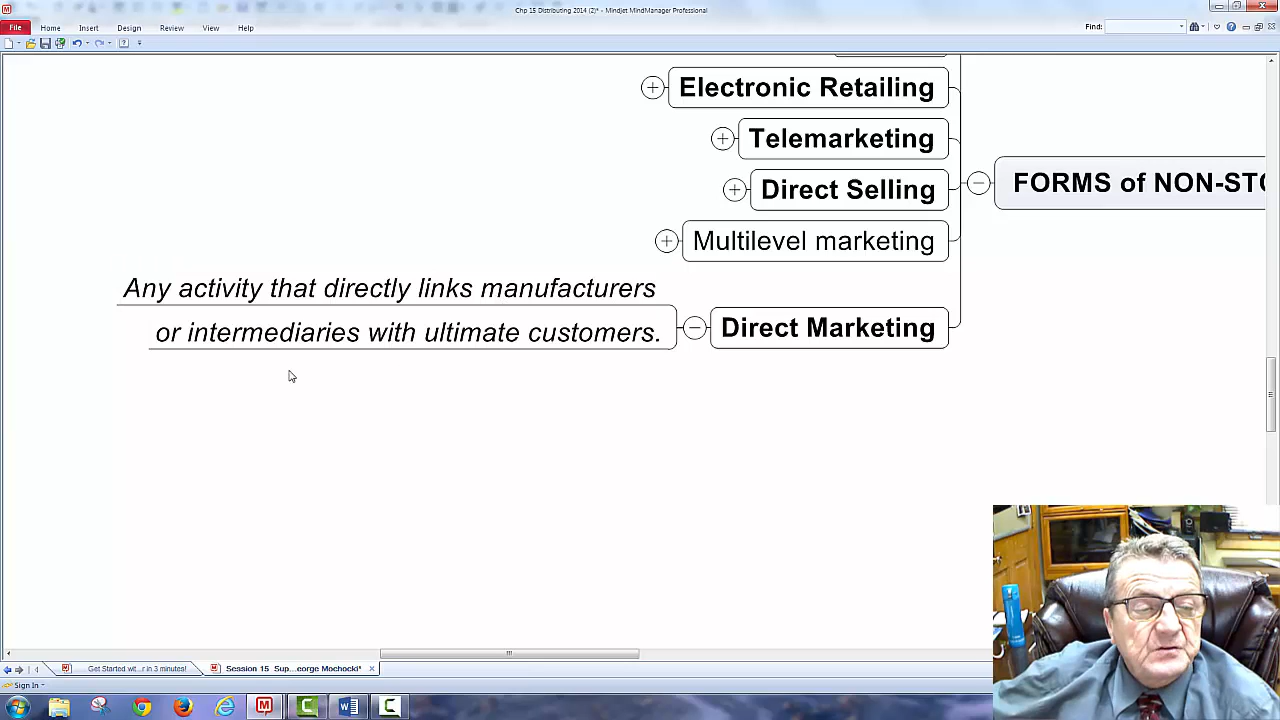 Chp 15 Distributing 2014 (2)* - Mindjet MindManager Professional
File Home Insert Design Review View Help Find:
Electronic Retailing
Telemarketing
Direct Selling
FORMS of NON-STO
Multilevel marketing
Any activity that directly links manufacturers
or intermediaries with ultimate customers.
Direct Marketing
Get Started wit...r in 3 minutes! Session 15 Sup...eorge Mochocki*
Sign In